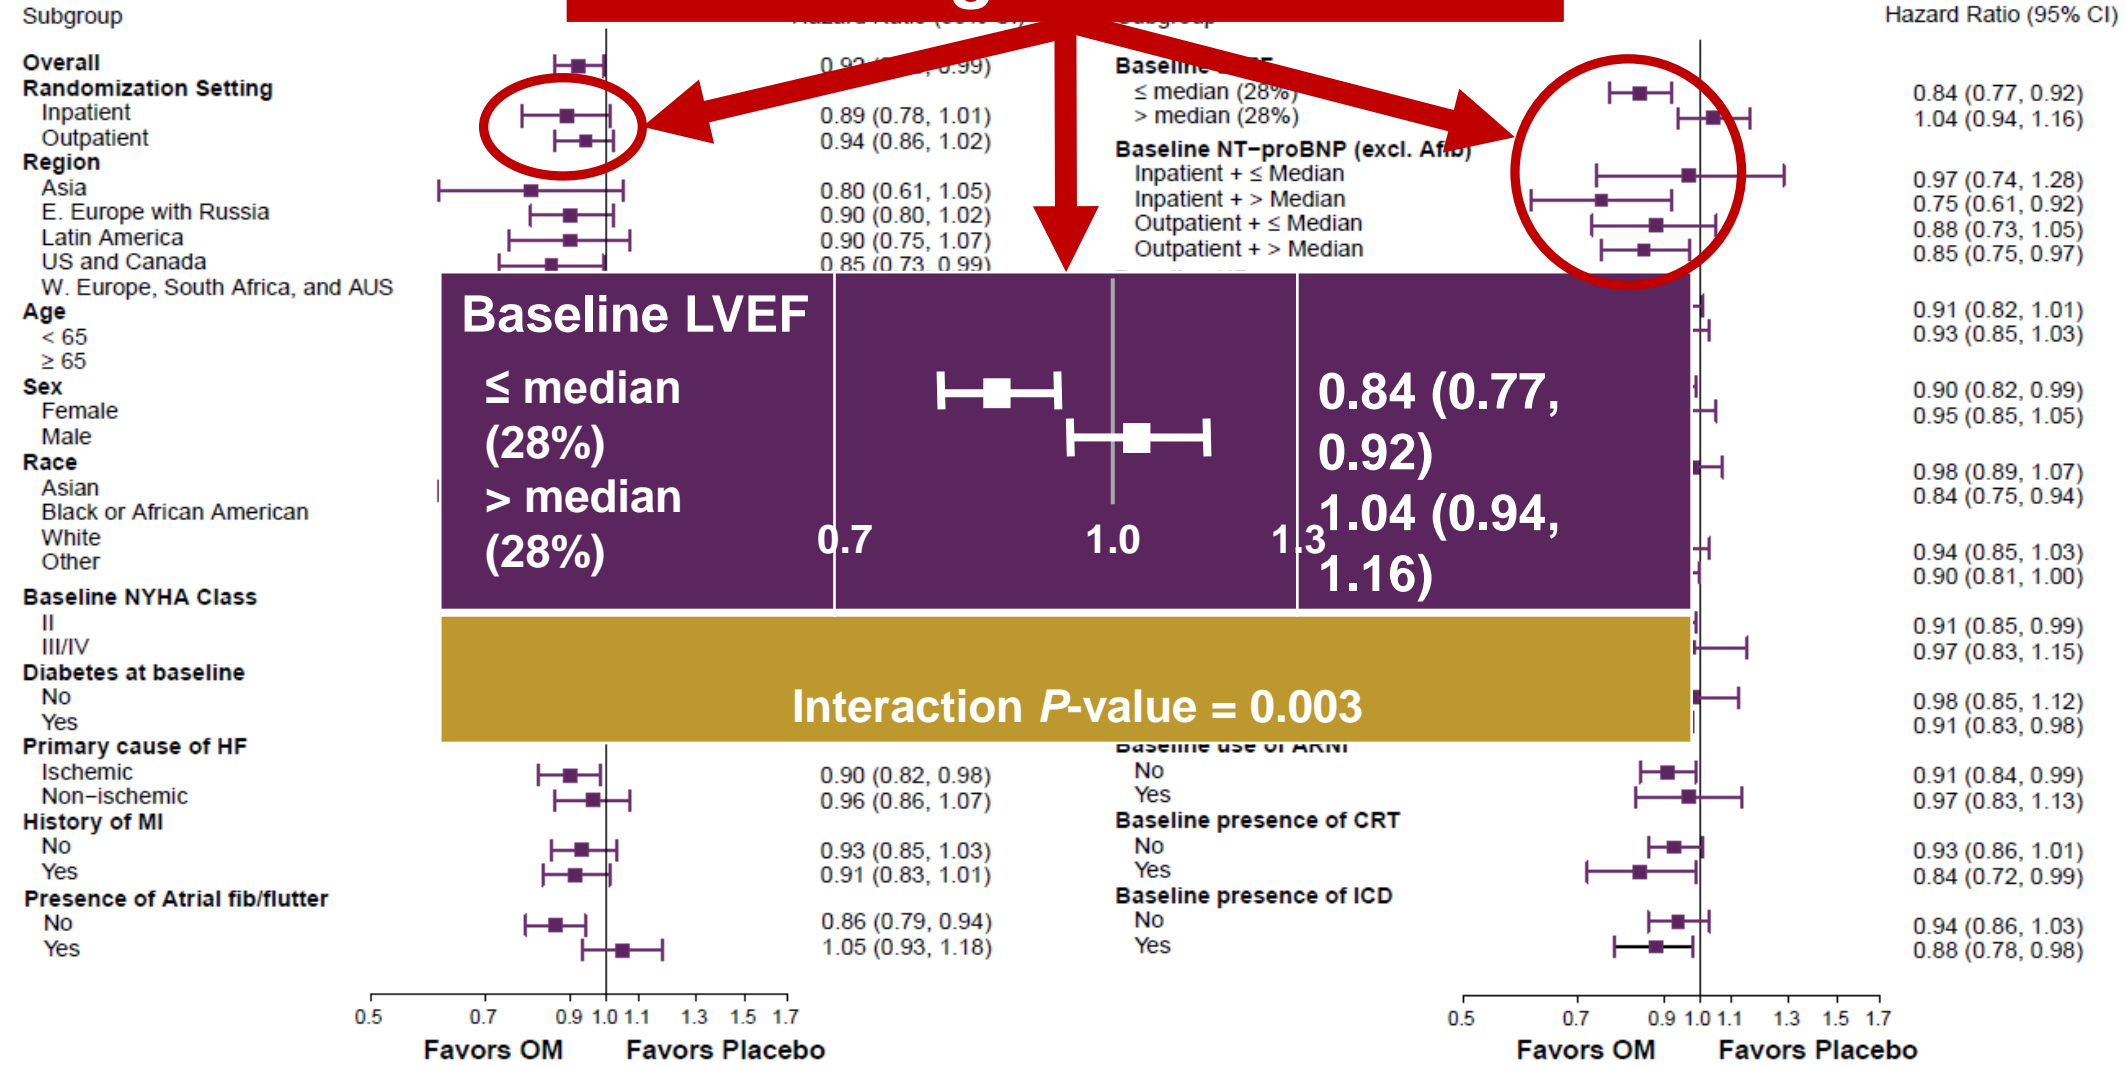 Subgroup
Overall
Randomization Setting
Inpatient
0.89 (0.78, 1.01)
Outpatient
0.94 (0.86, 1.02)
Region
Asia
0.80 (0.61, 1.05)
E. Europe with Russia
0.90 (0.80, 1.02)
Latin America
0.90 (0.75, 1.07)
US and Canada
0.85 (0.73, 0.99)
W. Europe, South Africa, and AUS
Age
< 65
≥ 65
Sex
Female
Male
Race
Asian
Black or African American
White
Other
Baseline NYHA Class
II
III/IV
Diabetes at baseline
No
Yes
Primary cause of HF
Ischemic
0.90 (0.82, 0.98)
Non−ischemic
0.96 (0.86, 1.07)
History of MI
No
0.93 (0.85, 1.03)
Yes
0.91 (0.83, 1.01)
Presence of Atrial fib/flutter
No
0.86 (0.79, 0.94)
Yes
1.05 (0.93, 1.18)
0.5 0.7 0.9 1.0 1.1 1.3 1.5 1.7
Favors OM Favors Placebo
Hazard Ratio (95% CI)
Baseline
≤ median (28%)
0.84 (0.77, 0.92)
> median (28%)
1.04 (0.94, 1.16)
Baseline NT−proBNP (excl. Afib)
Inpatient + ≤ Median
0.97 (0.74, 1.28)
Inpatient + > Median
0.75 (0.61, 0.92)
Outpatient + ≤ Median
0.88 (0.73, 1.05)
Outpatient + > Median
0.85 (0.75, 0.97)
0.91 (0.82, 1.01)
0.93 (0.85, 1.03)
0.90 (0.82, 0.99)
0.95 (0.85, 1.05)
0.98 (0.89, 1.07)
0.84 (0.75, 0.94)
0.94 (0.85, 1.03)
0.90 (0.81, 1.00)
0.91 (0.85, 0.99)
0.97 (0.83, 1.15)
0.98 (0.85, 1.12)
0.91 (0.83, 0.98)
Baseline use of ARNI
No
0.91 (0.84, 0.99)
Yes
0.97 (0.83, 1.13)
Baseline presence of CRT
No
0.93 (0.86, 1.01)
Yes
0.84 (0.72, 0.99)
Baseline presence of ICD
No
0.94 (0.86, 1.03)
Yes
0.88 (0.78, 0.98)
0.5 0.7 0.9 1.0 1.1 1.3 1.5 1.7
Favors OM Favors Placebo
Baseline LVEF
≤ median
(28%)
> median
(28%)
0.7 1.0 1.3
0.84 (0.77,
0.92)
1.04 (0.94,
1.16)
Interaction P-value = 0.003